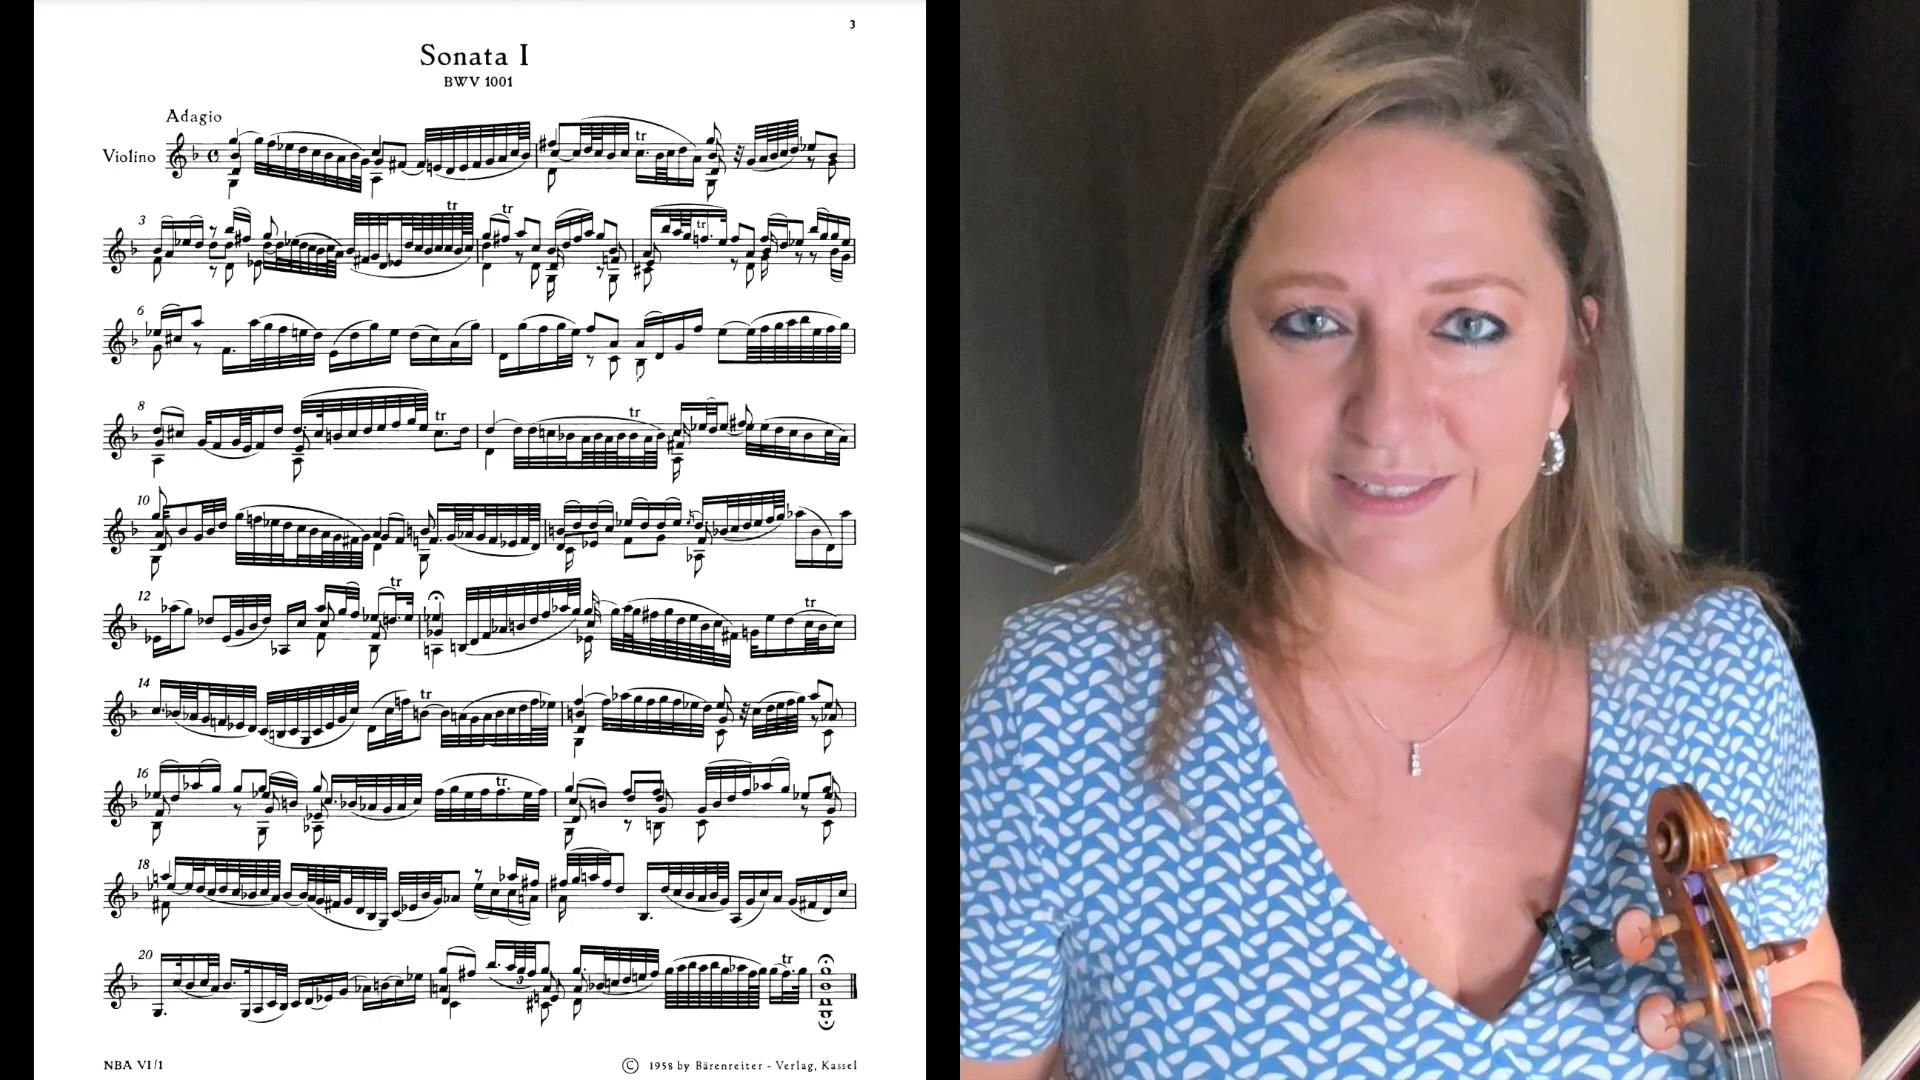 3
Sonata I
BWV 1001
Adagio
Violino
tr
3
tr
tr
tr
6
8
tr
tr
10
12
tr
tr
14
tr
16
tr
18
20
3
tr
NBA VI/1
© 1958 by Bärenreiter - Verlag, Kassel